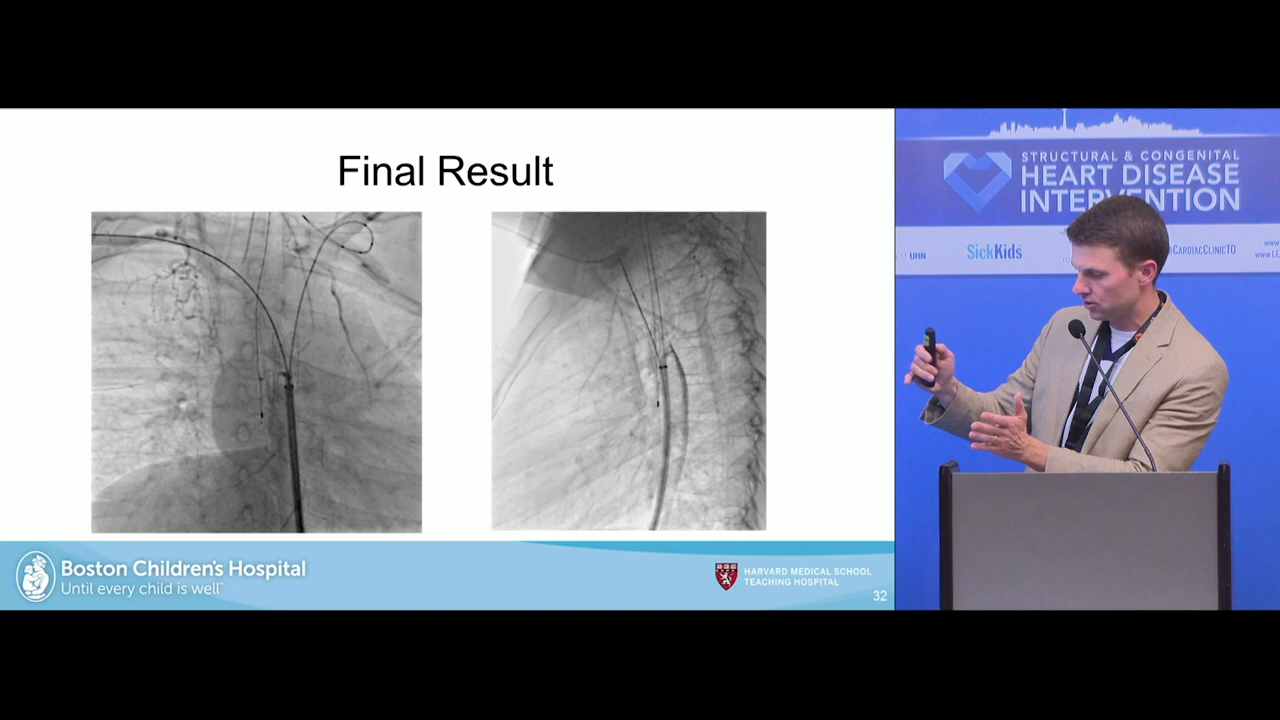 Final Result
Boston Children's Hospital
Until every child is well™
HARVARD MEDICAL SCHOOL
TEACHING HOSPITAL
32
STRUCTURAL & CONGENITAL
HEART DISEASE
INTERVENTION
UHN
SickKids
CARDIACCLINICTO